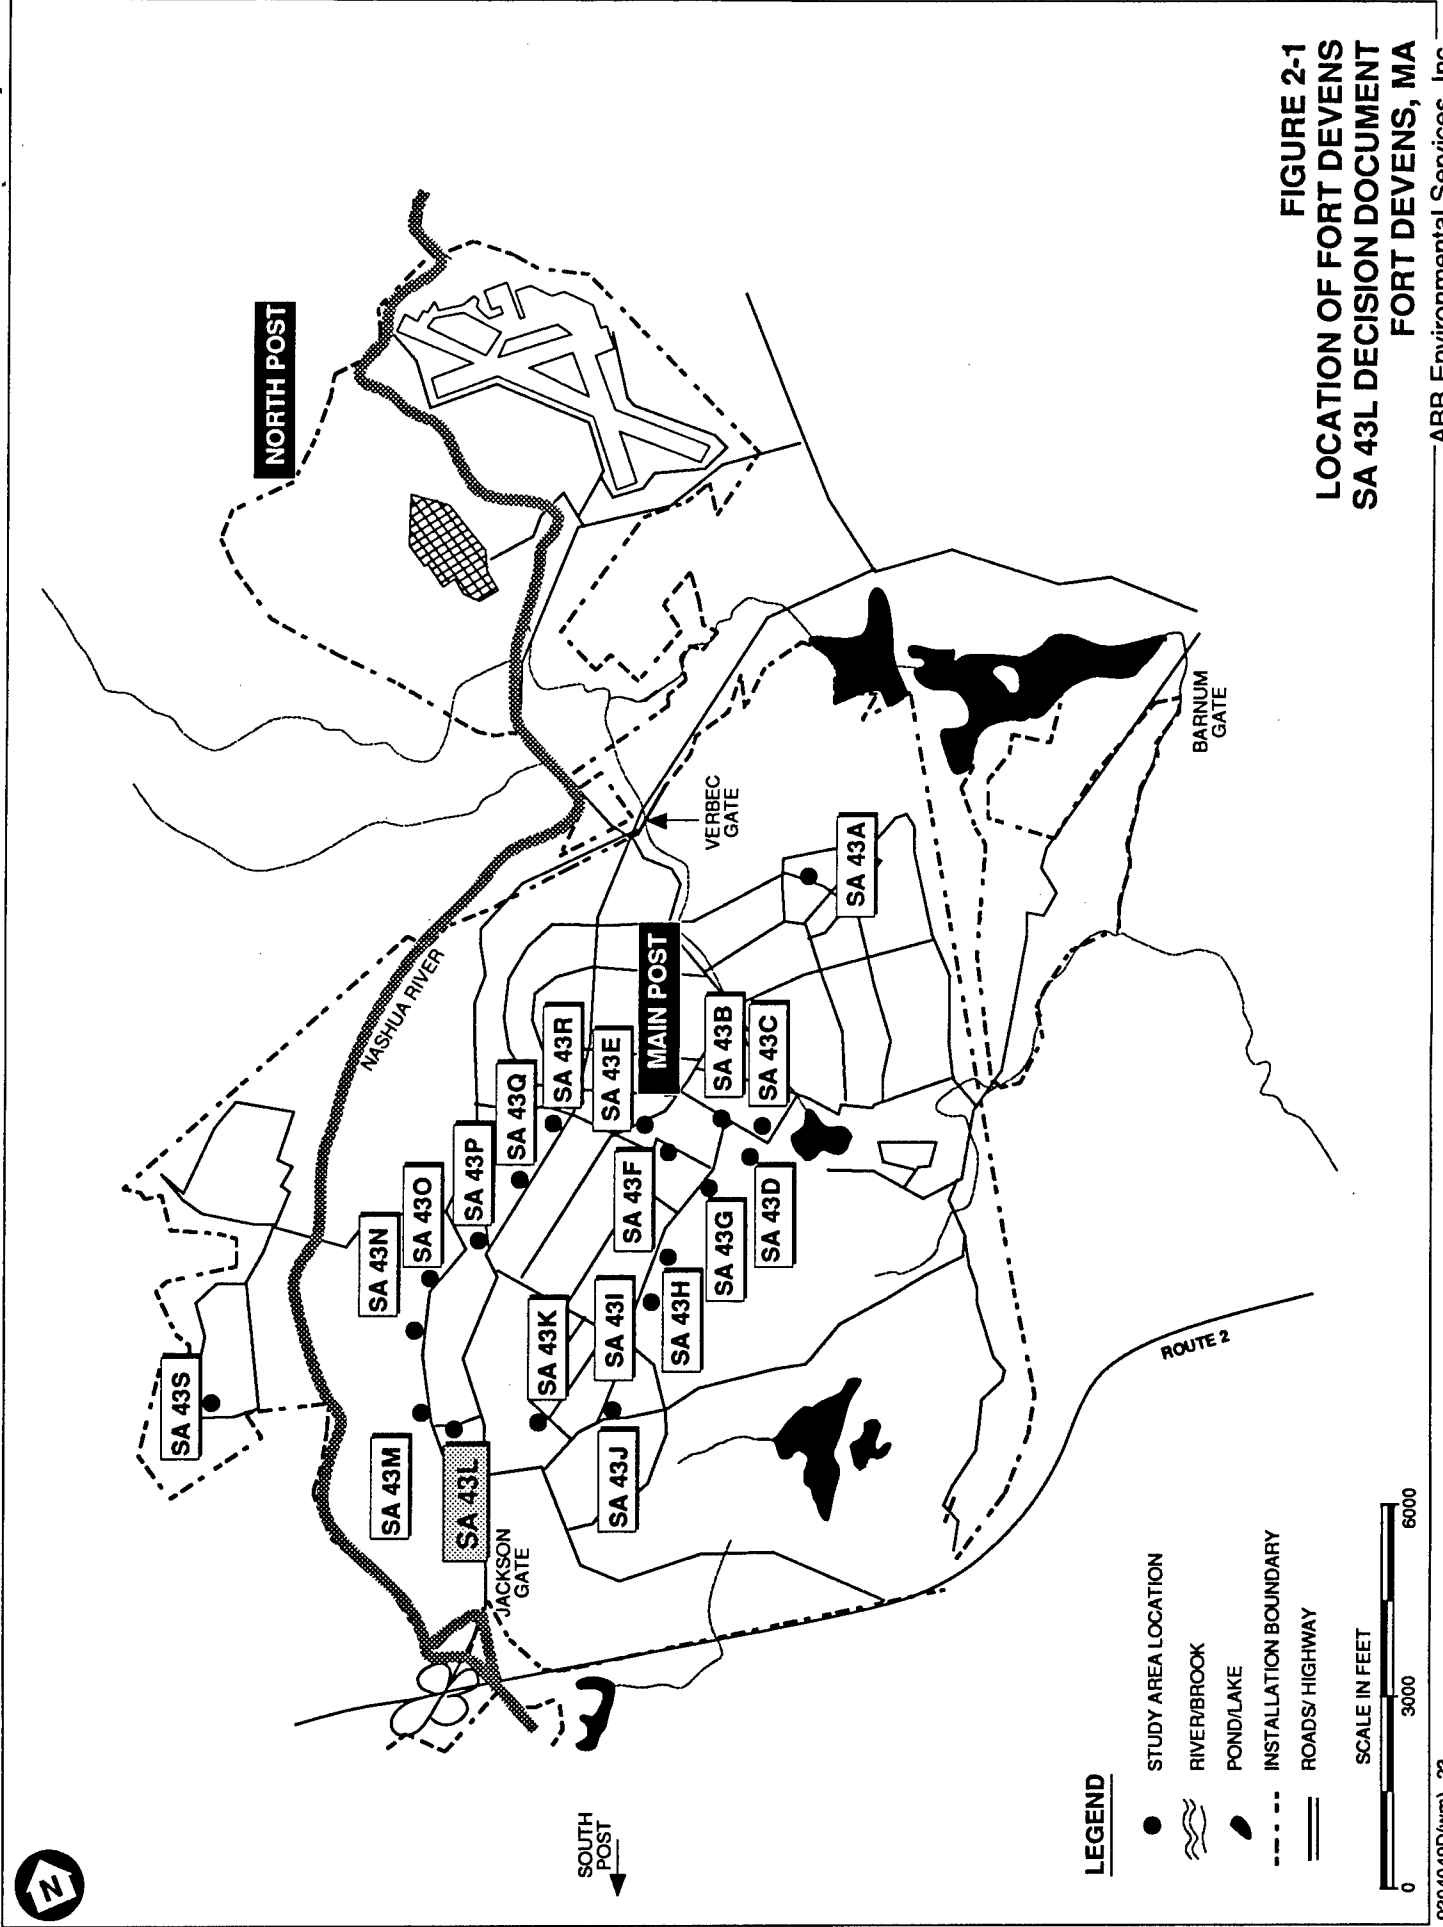 N
NORTH POST
NASHUA RIVER
VERBEC
GATE
BARNUM
GATE
MAIN POST
SA 43A
SA 43B
SA 43C
SA 43R
SA 43E
SA 43Q
SA 43P
SA 43O
SA 43N
SA 43F
SA 43D
SA 43G
SA 43H
SA 43I
SA 43K
SA 43S
SA 43M
SA 43L
SA 43J
JACKSON
GATE
ROUTE 2
SOUTH
POST
LEGEND
STUDY AREA LOCATION
RIVER/BROOK
POND/LAKE
INSTALLATION BOUNDARY
ROADS/ HIGHWAY
SCALE IN FEET
0 3000 6000
FIGURE 2-1
LOCATION OF FORT DEVENS
SA 43L DECISION DOCUMENT
FORT DEVENS, MA
ABB Environmental Services, Inc.